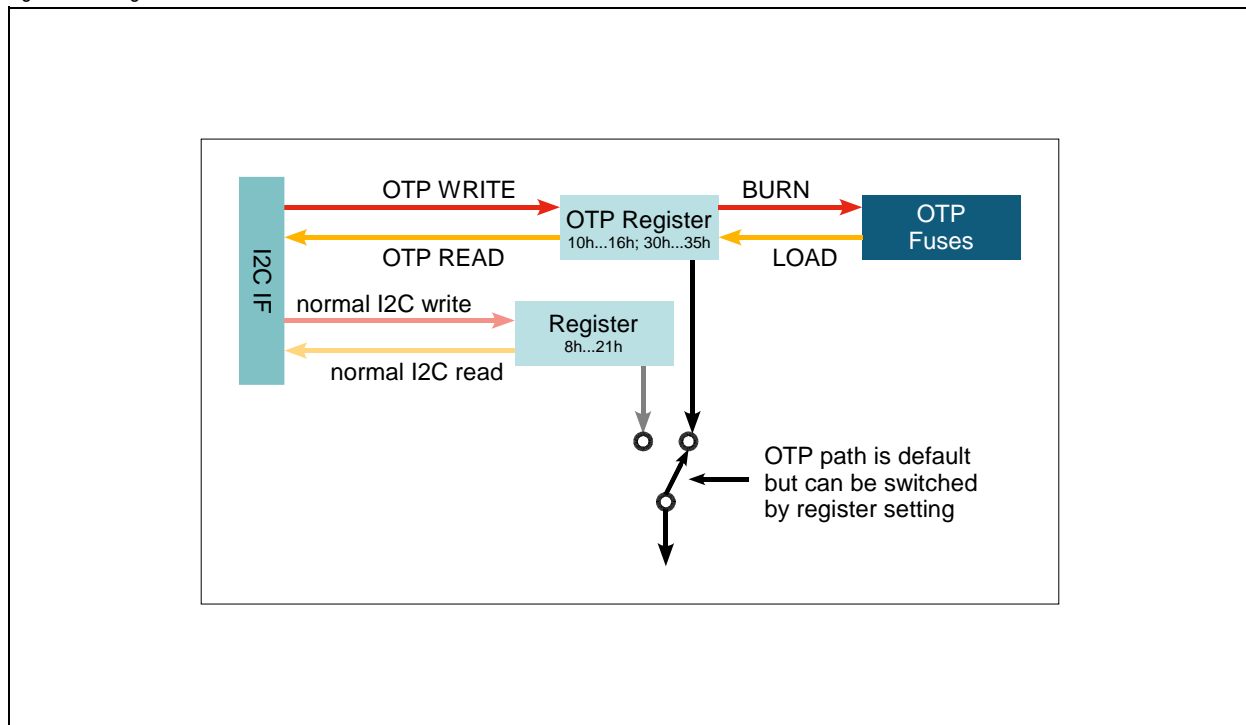 OTP WRITE
BURN
OTP Register
10h...16h; 30h...35h
OTP
Fuses
OTP READ
LOAD
I2C IF
normal I2C write
Register
8h...21h
normal I2C read
OTP path is default
but can be switched
by register setting